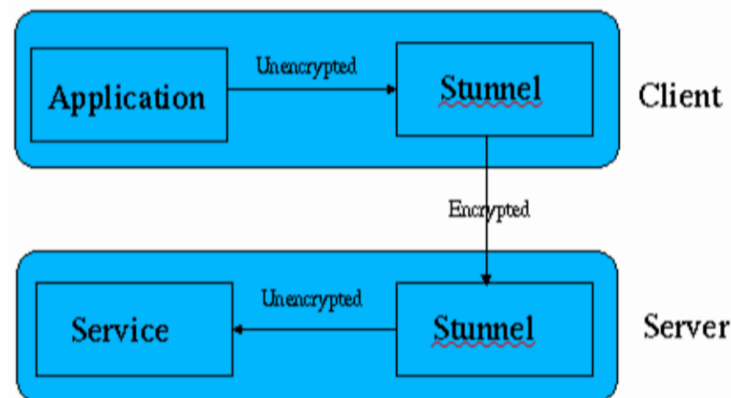 Unencrypted
Application
Stunnel
Client
Encrypted
Unencrypted
Service
Stunnel
Server